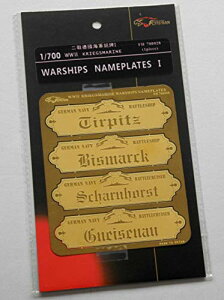 1/700 WWII KRIEGSMARINE
WARSHIPS NAMEPLATES I
GERMAN NAVY BATTLESHIP
Tirpitz
GERMAN NAVY BATTLESHIP
Bismarck
GERMAN NAVY BATTLECRUISER
Scharnhorst
GERMAN NAVY BATTLECRUISER
Gneisenau